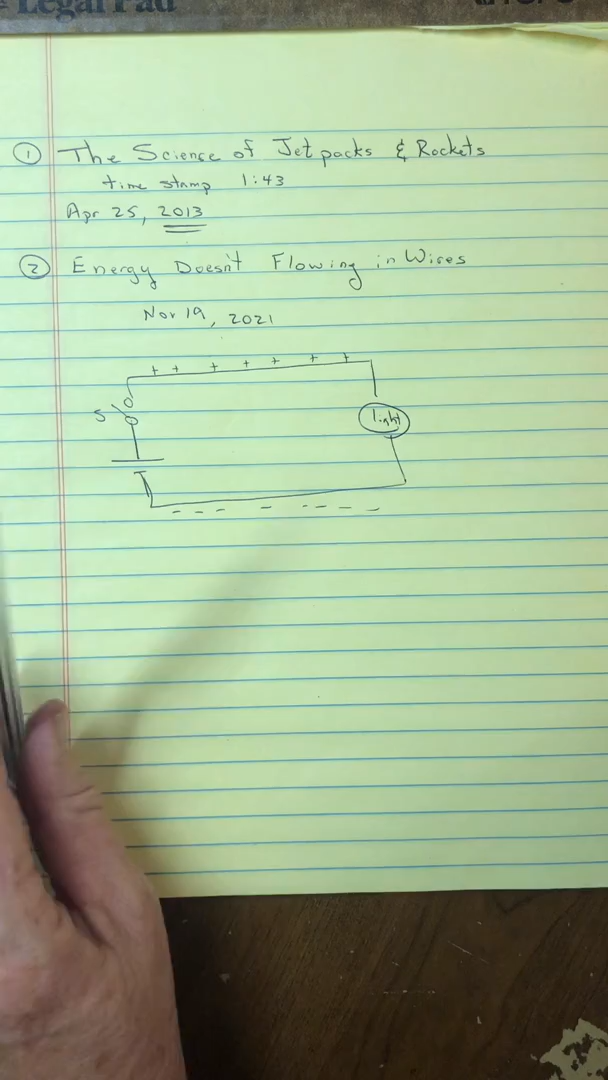 Legal Pad
① The Science of Jet packs & Rockets
time stamp 1:43
Apr 25, 2013
② Energy Doesn't Flowing in Wires
Nov 19, 2021
+ + + + + + +
S
light
- - - - - - - -